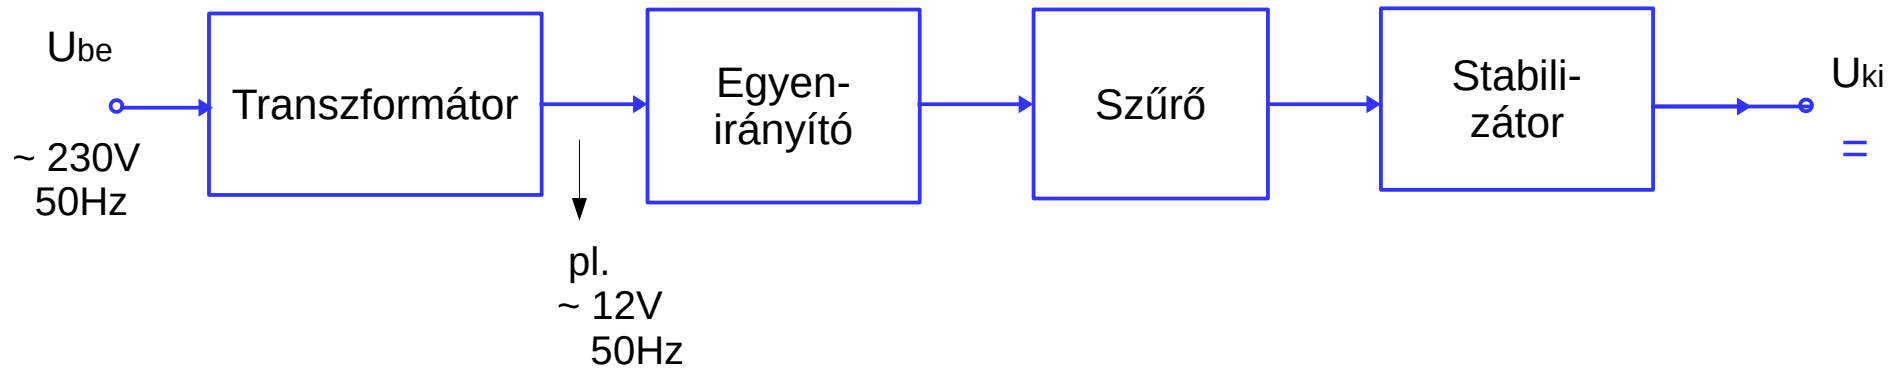 Ube
~ 230V
50Hz
Transzformátor
pl.
~ 12V
50Hz
Egyen-
irányító
Szűrő
Stabili-
zátor
Uki
=